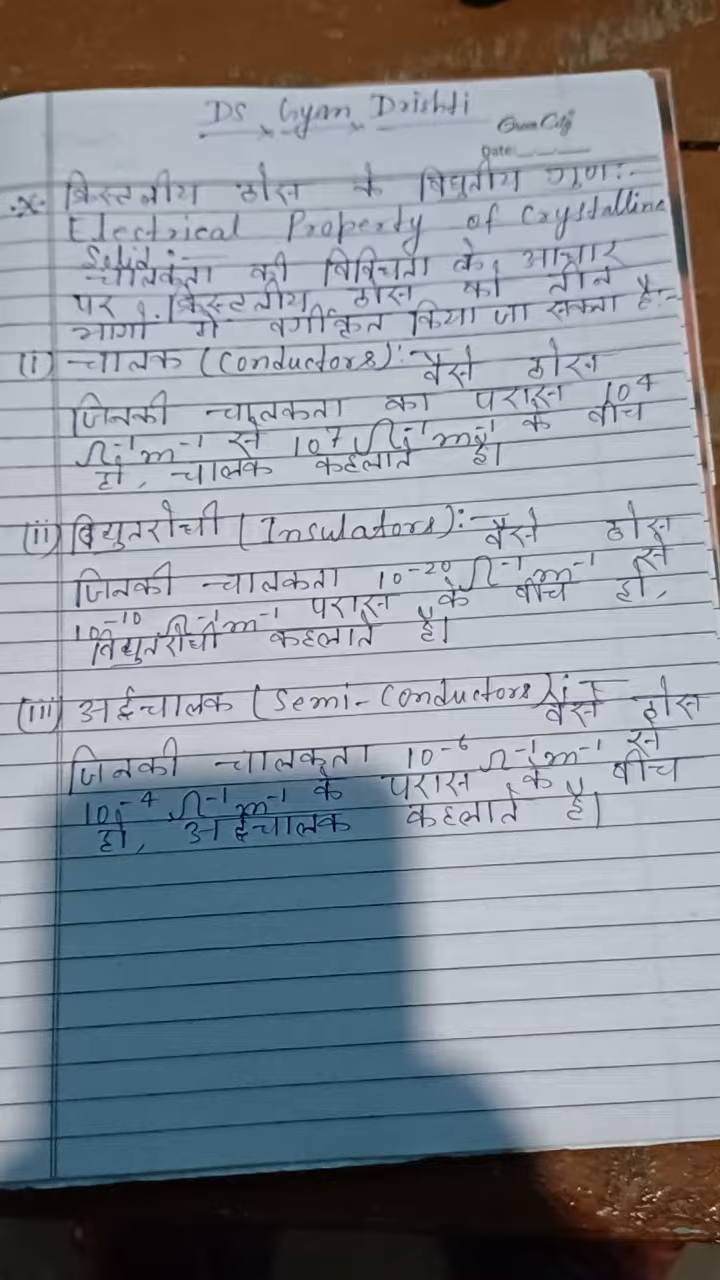 DS Gyan Drishti
Date
क्रिस्टलीय ठोस के विधुतीय गुण:-
Electrical Property of Crystalline
Solid :-
चालकता की विविधता के आधार
पर क्रिस्टलीय ठोस को तीन
भागों में वर्गीकृत किया जा सकता है:-
(i) चालक (Conductors):- वैसे ठोस
जिनकी चालकता का परास 10⁴
Ω⁻¹m⁻¹ से 10⁷ Ω⁻¹m⁻¹ के बीच
हो, चालक कहलाते है।
(ii) विधुतरोधी (Insulators):- वैसे ठोस
जिनकी चालकता 10⁻²⁰ Ω⁻¹m⁻¹ से
10⁻¹⁰ Ω⁻¹m⁻¹ परास के बीच हो,
विधुतरोधी कहलाते है।
(iii) अर्द्धचालक (Semi-Conductors):- वैसे ठोस
जिनकी चालकता 10⁻⁶ Ω⁻¹m⁻¹ से
10⁻⁴ Ω⁻¹m⁻¹ के परास के बीच
हो, अर्द्धचालक कहलाते है।